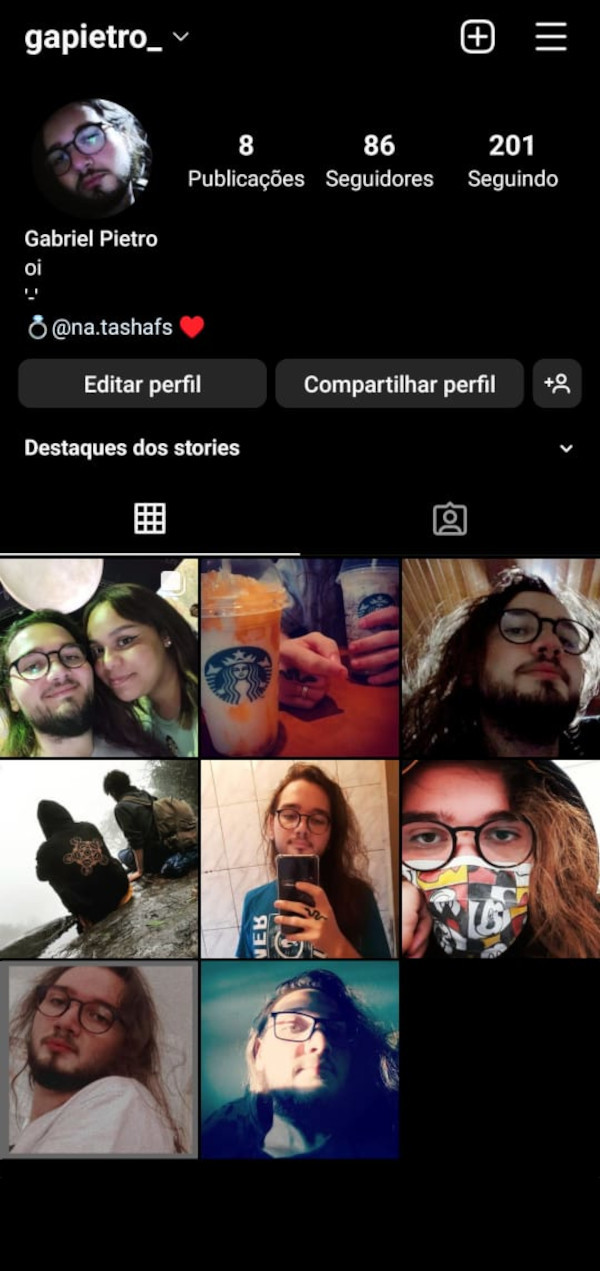 gapietro_
8 86 201
Publicações Seguidores Seguindo
Gabriel Pietro
oi
'-'
💍@na.tashafs ❤️
Editar perfil Compartilhar perfil
Destaques dos stories